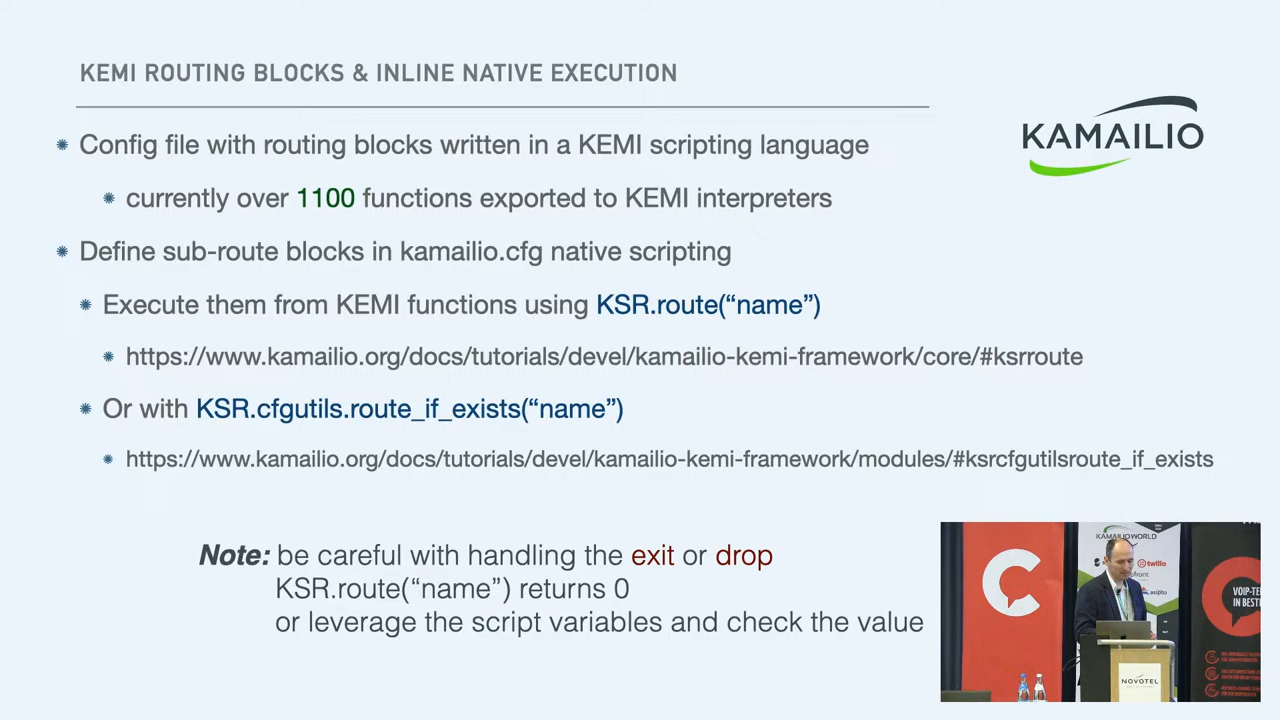 KEMI ROUTING BLOCKS & INLINE NATIVE EXECUTION
KAMAILIO
Config file with routing blocks written in a KEMI scripting language
currently over 1100 functions exported to KEMI interpreters
Define sub-route blocks in kamailio.cfg native scripting
Execute them from KEMI functions using KSR.route(“name”)
https://www.kamailio.org/docs/tutorials/devel/kamailio-kemi-framework/core/#ksrroute
Or with KSR.cfgutils.route_if_exists(“name”)
https://www.kamailio.org/docs/tutorials/devel/kamailio-kemi-framework/modules/#ksrcfgutilsroute_if_exists
Note: be careful with handling the exit or drop
KSR.route(“name”) returns 0
or leverage the script variables and check the value
KAMAILIO WORLD
twilio
asipto
NOVOTEL